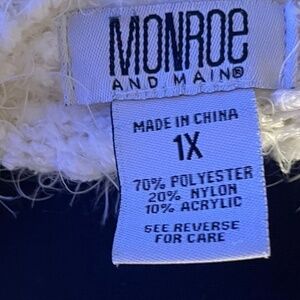 MONROE
AND MAIN®
MADE IN CHINA
1X
70% POLYESTER
20% NYLON
10% ACRYLIC
SEE REVERSE
FOR CARE